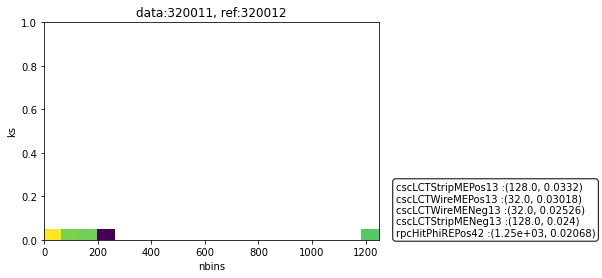 data:320011, ref:320012
1.0
0.8
0.6
0.4
0.2
0.0
ks
0 200 400 600 800 1000 1200
nbins
cscLCTStripMEPos13 :(128.0, 0.0332)
cscLCTWireMEPos13 :(32.0, 0.03018)
cscLCTWireMENeg13 :(32.0, 0.02526)
cscLCTStripMENeg13 :(128.0, 0.024)
rpcHitPhiREPos42 :(1.25e+03, 0.02068)